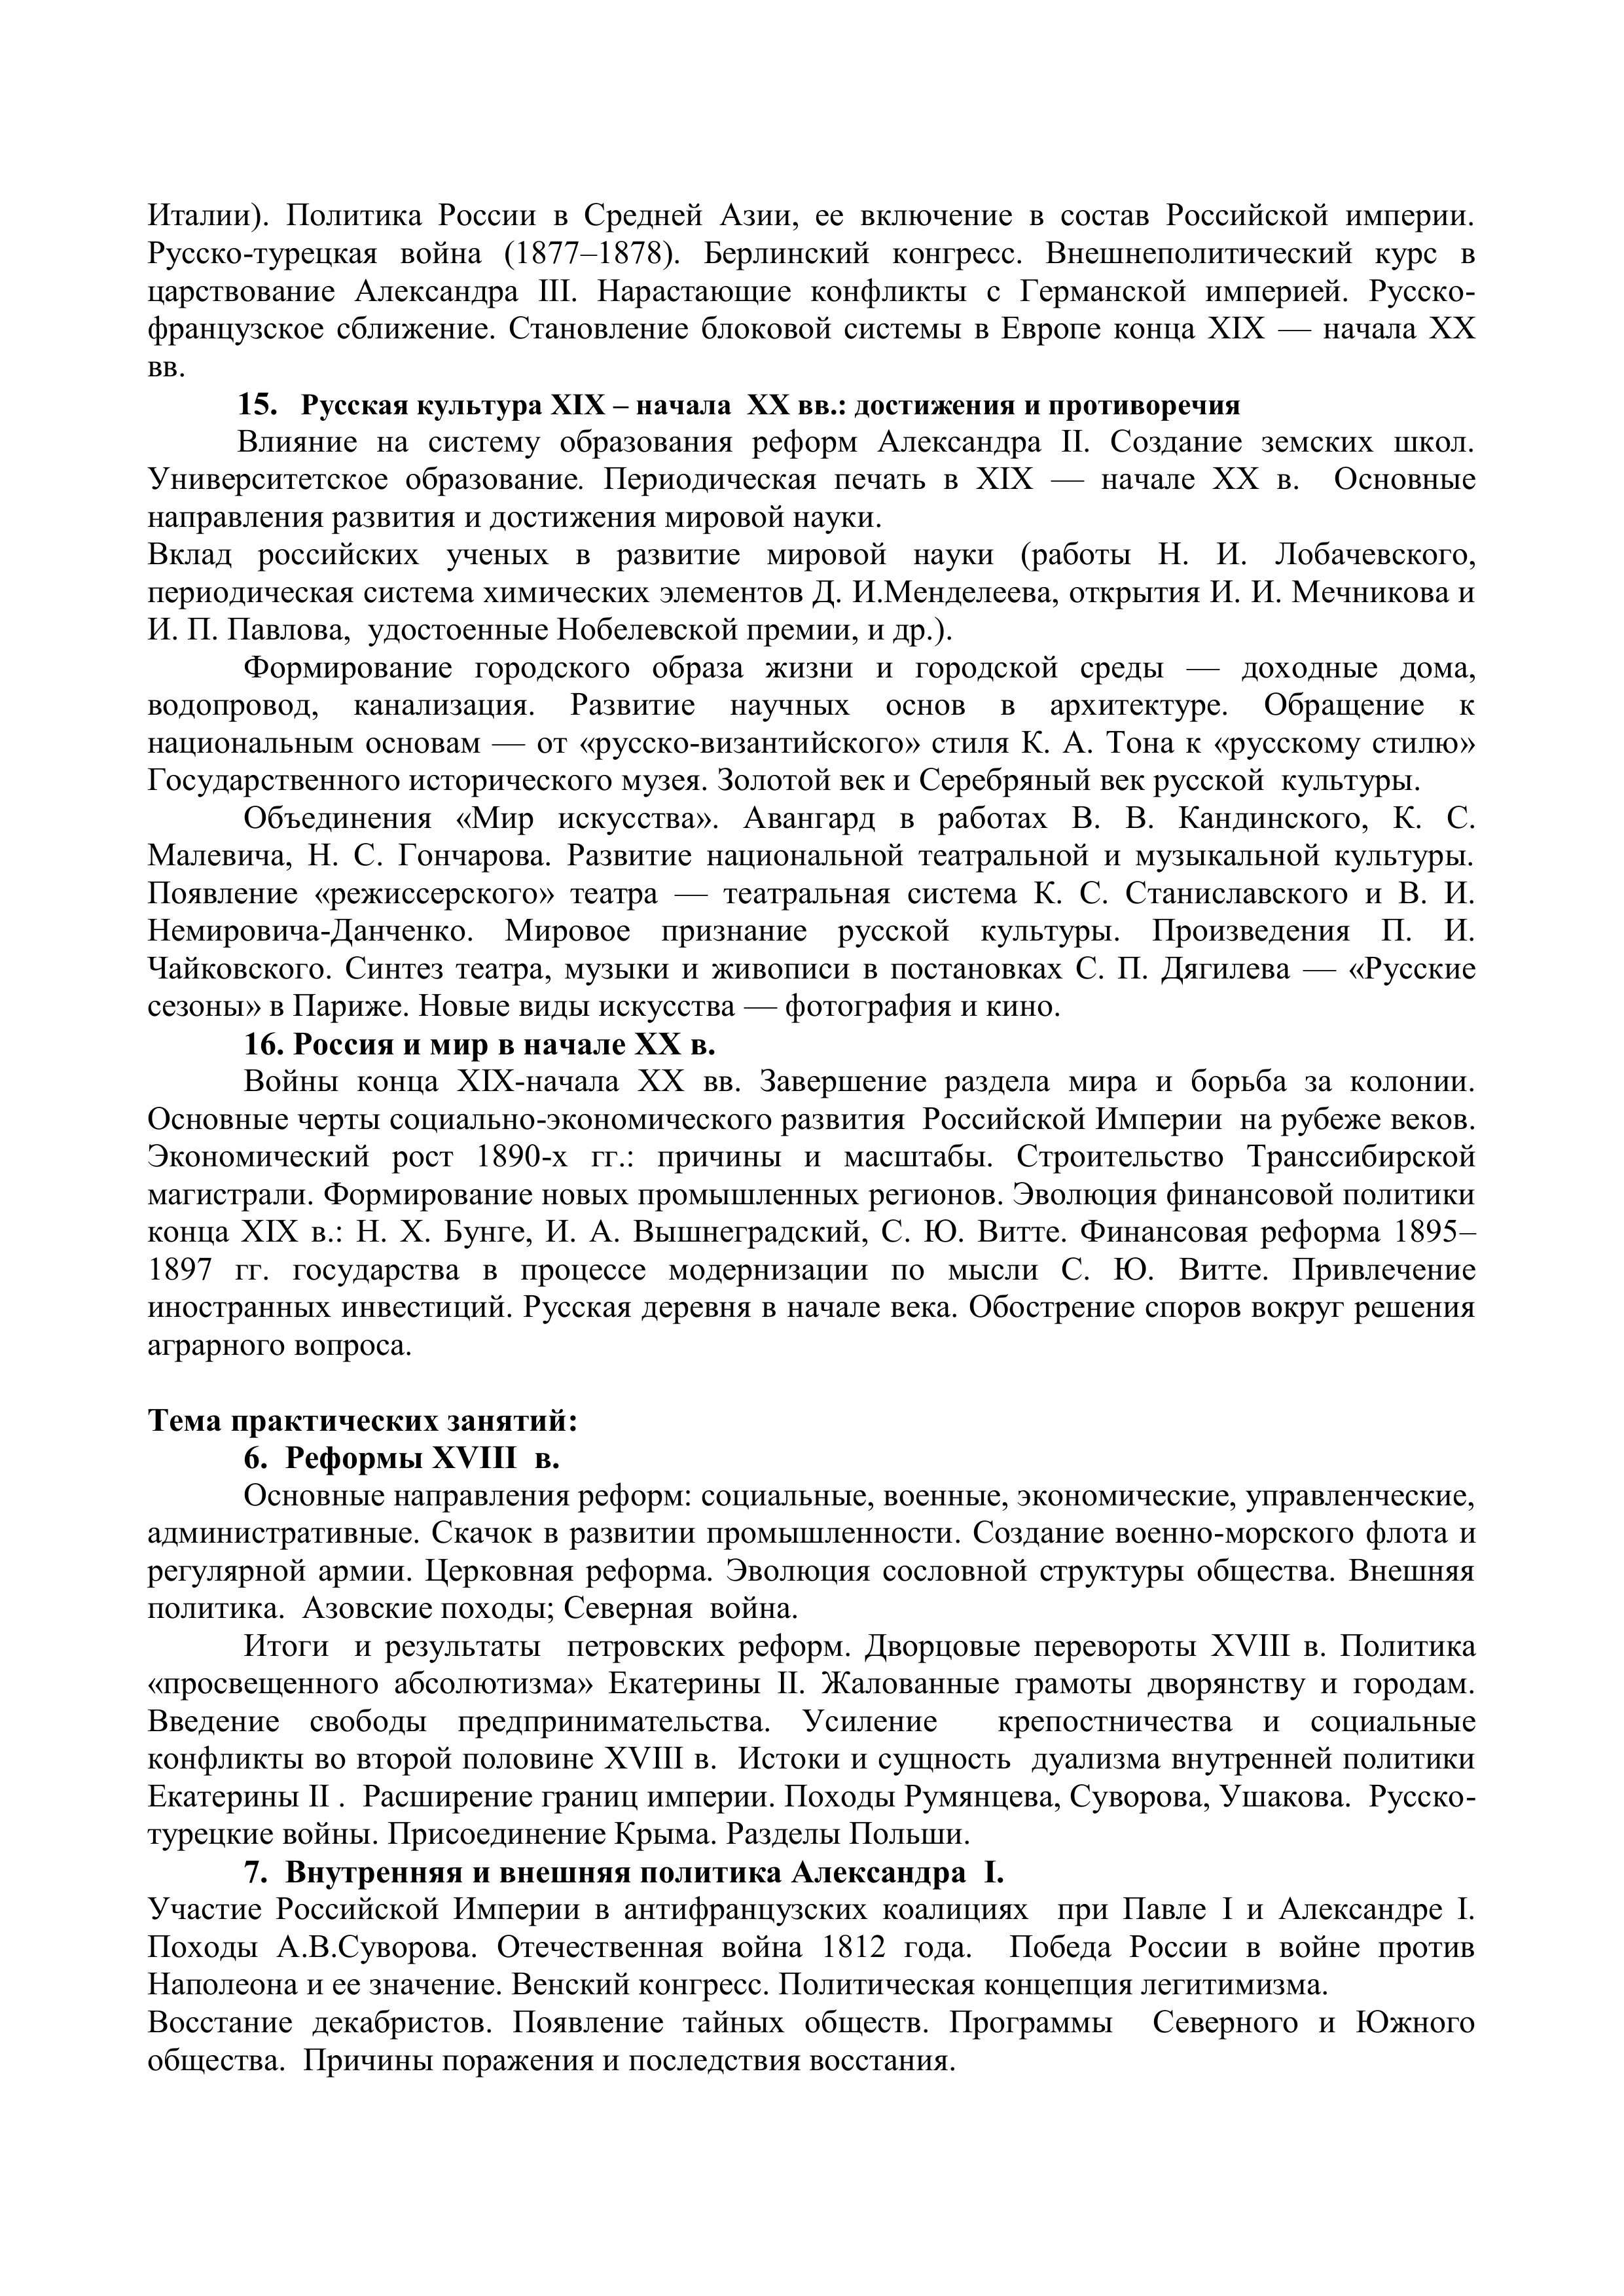 Италии). Политика России в Средней Азии, ее включение в состав Российской империи.
Русско-турецкая война (1877–1878). Берлинский конгресс. Внешнеполитический курс в
царствование Александра III. Нарастающие конфликты с Германской империей. Русско-
французское сближение. Становление блоковой системы в Европе конца XIX — начала XX
вв.
15. Русская культура XIX – начала XX вв.: достижения и противоречия
Влияние на систему образования реформ Александра II. Создание земских школ.
Университетское образование. Периодическая печать в XIX — начале XX в. Основные
направления развития и достижения мировой науки.
Вклад российских ученых в развитие мировой науки (работы Н. И. Лобачевского,
периодическая система химических элементов Д. И.Менделеева, открытия И. И. Мечникова и
И. П. Павлова, удостоенные Нобелевской премии, и др.).
Формирование городского образа жизни и городской среды — доходные дома,
водопровод, канализация. Развитие научных основ в архитектуре. Обращение к
национальным основам — от «русско-византийского» стиля К. А. Тона к «русскому стилю»
Государственного исторического музея. Золотой век и Серебряный век русской культуры.
Объединения «Мир искусства». Авангард в работах В. В. Кандинского, К. С.
Малевича, Н. С. Гончарова. Развитие национальной театральной и музыкальной культуры.
Появление «режиссерского» театра — театральная система К. С. Станиславского и В. И.
Немировича-Данченко. Мировое признание русской культуры. Произведения П. И.
Чайковского. Синтез театра, музыки и живописи в постановках С. П. Дягилева — «Русские
сезоны» в Париже. Новые виды искусства — фотография и кино.
16. Россия и мир в начале XX в.
Войны конца XIX-начала XX вв. Завершение раздела мира и борьба за колонии.
Основные черты социально-экономического развития Российской Империи на рубеже веков.
Экономический рост 1890-х гг.: причины и масштабы. Строительство Транссибирской
магистрали. Формирование новых промышленных регионов. Эволюция финансовой политики
конца XIX в.: Н. Х. Бунге, И. А. Вышнеградский, С. Ю. Витте. Финансовая реформа 1895–
1897 гг. государства в процессе модернизации по мысли С. Ю. Витте. Привлечение
иностранных инвестиций. Русская деревня в начале века. Обострение споров вокруг решения
аграрного вопроса.
Тема практических занятий:
6. Реформы XVIII в.
Основные направления реформ: социальные, военные, экономические, управленческие,
административные. Скачок в развитии промышленности. Создание военно-морского флота и
регулярной армии. Церковная реформа. Эволюция сословной структуры общества. Внешняя
политика. Азовские походы; Северная война.
Итоги и результаты петровских реформ. Дворцовые перевороты XVIII в. Политика
«просвещенного абсолютизма» Екатерины II. Жалованные грамоты дворянству и городам.
Введение свободы предпринимательства. Усиление крепостничества и социальные
конфликты во второй половине XVIII в. Истоки и сущность дуализма внутренней политики
Екатерины II . Расширение границ империи. Походы Румянцева, Суворова, Ушакова. Русско-
турецкие войны. Присоединение Крыма. Разделы Польши.
7. Внутренняя и внешняя политика Александра I.
Участие Российской Империи в антифранцузских коалициях при Павле I и Александре I.
Походы А.В.Суворова. Отечественная война 1812 года. Победа России в войне против
Наполеона и ее значение. Венский конгресс. Политическая концепция легитимизма.
Восстание декабристов. Появление тайных обществ. Программы Северного и Южного
общества. Причины поражения и последствия восстания.